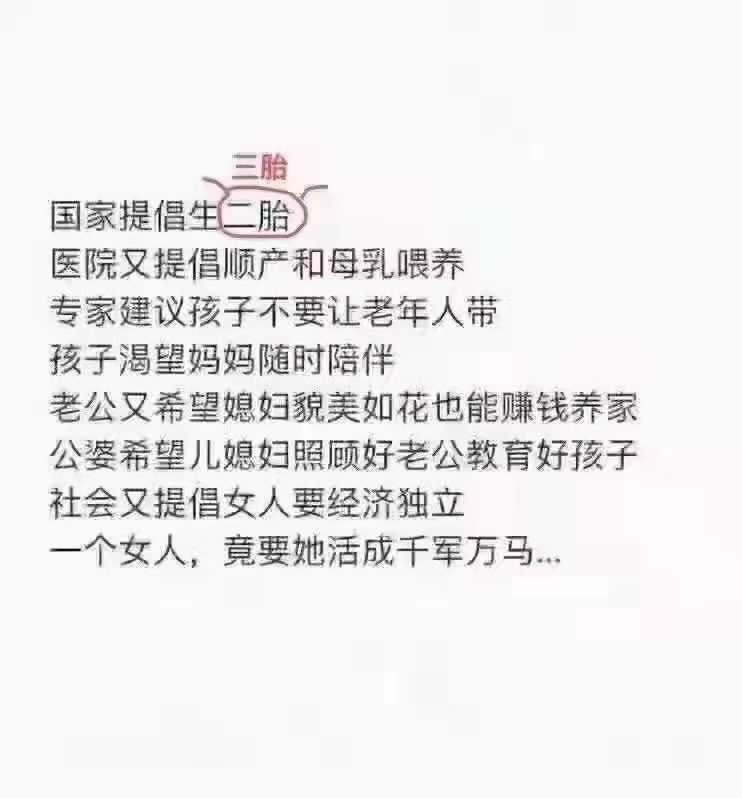 三胎
国家提倡生二胎
医院又提倡顺产和母乳喂养
专家建议孩子不要让老年人带
孩子渴望妈妈随时陪伴
老公又希望媳妇貌美如花也能赚钱养家
公婆希望儿媳妇照顾好老公教育好孩子
社会又提倡女人要经济独立
一个女人，竟要她活成千军万马...